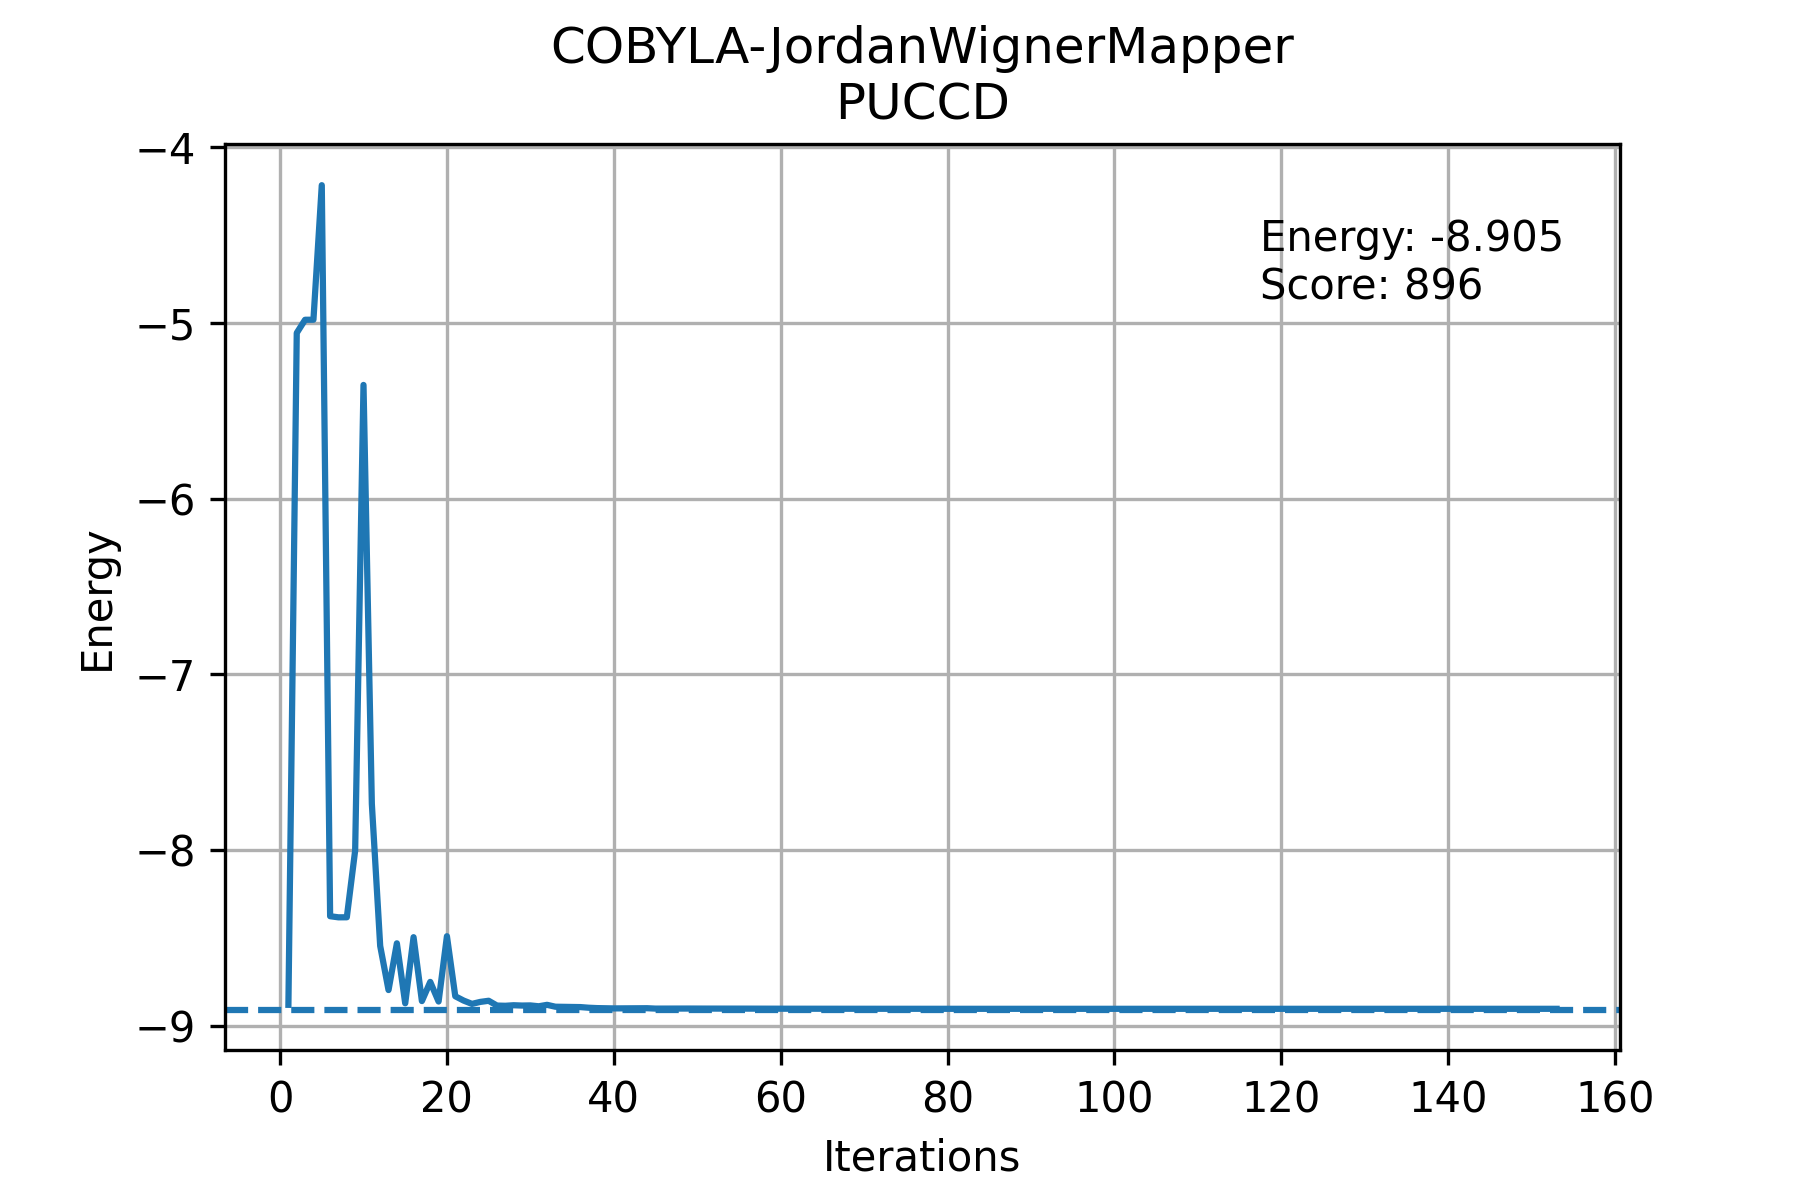 COBYLA-JordanWignerMapper
PUCCD
−4
−5
−6
−7
−8
−9
Energy
Energy: -8.905
Score: 896
0 20 40 60 80 100 120 140 160
Iterations